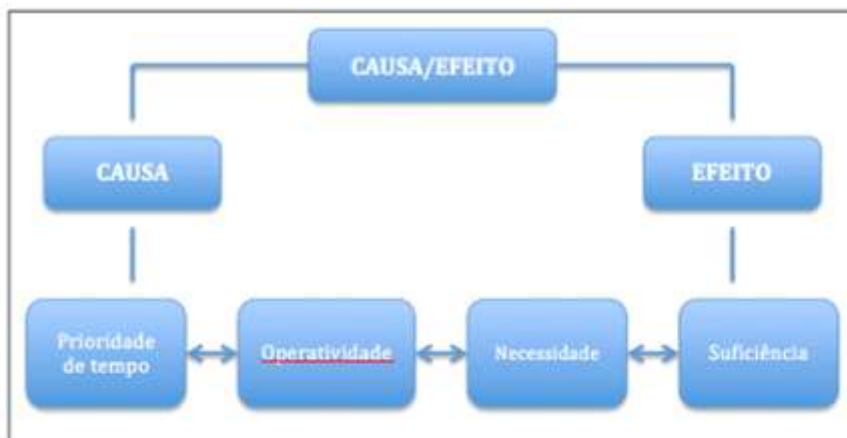 CAUSA/EFEITO
CAUSA
EFEITO
Prioridade
de tempo
Operatividade
Necessidade
Suficiência